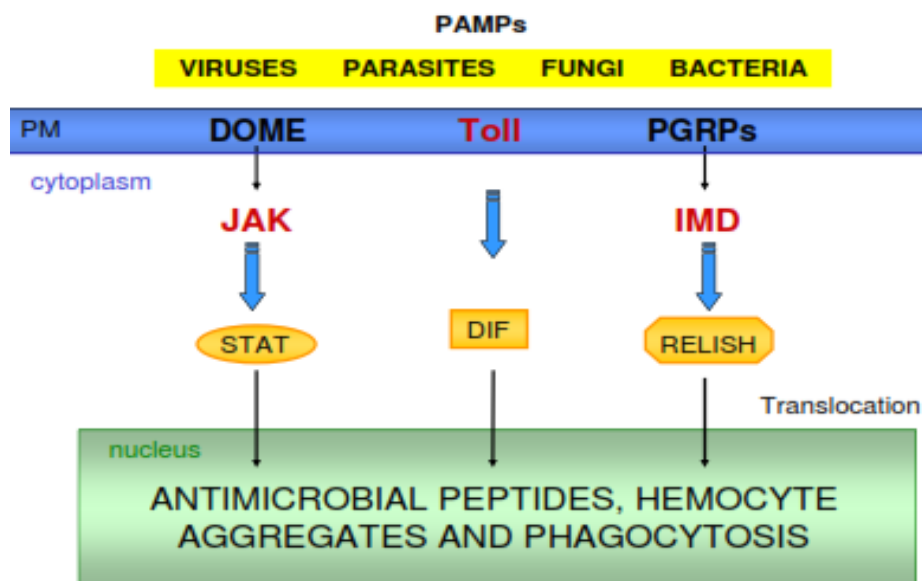 PAMPs
VIRUSES PARASITES FUNGI BACTERIA
PM DOME Toll PGRPs
cytoplasm
JAK IMD
STAT DIF RELISH
Translocation
nucleus
ANTIMICROBIAL PEPTIDES, HEMOCYTE
AGGREGATES AND PHAGOCYTOSIS